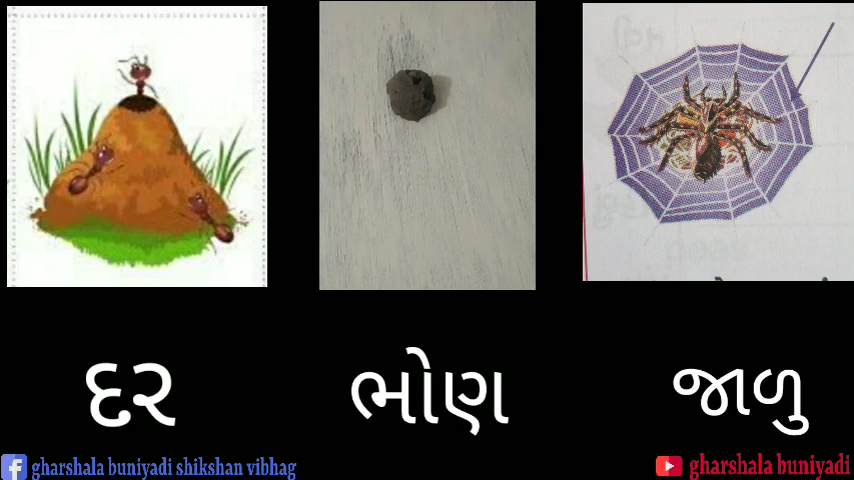 દર
ભોણ
જાળુ
gharshala buniyadi shikshan vibhag
gharshala buniyadi